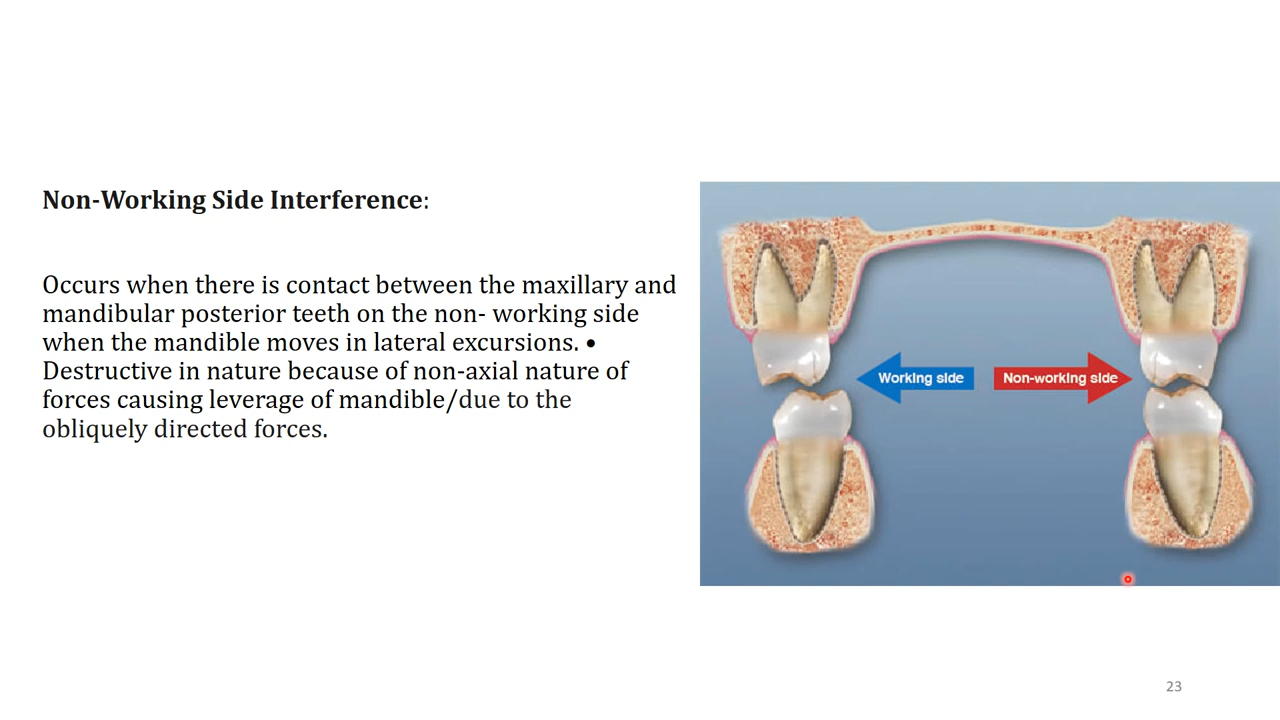 Non-Working Side Interference:
Occurs when there is contact between the maxillary and
mandibular posterior teeth on the non- working side
when the mandible moves in lateral excursions. •
Destructive in nature because of non-axial nature of
forces causing leverage of mandible/due to the
obliquely directed forces.
Working side
Non-working side
23